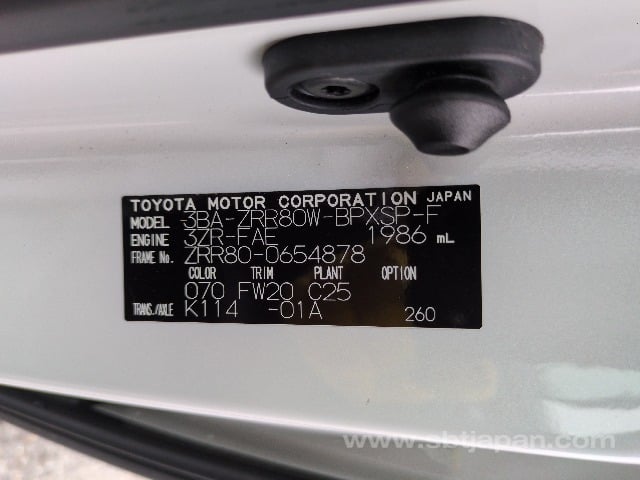 TOYOTA MOTOR CORPORATION JAPAN
MODEL 3BA-ZRR80W-BPXSP-F
ENGINE 3ZR-FAE 1986 mL
FRAME No. ZRR80-0654878
COLOR TRIM PLANT OPTION
070 FW20 C25
TRANS./AXLE K114 -01A 260
www.sbtjapan.com